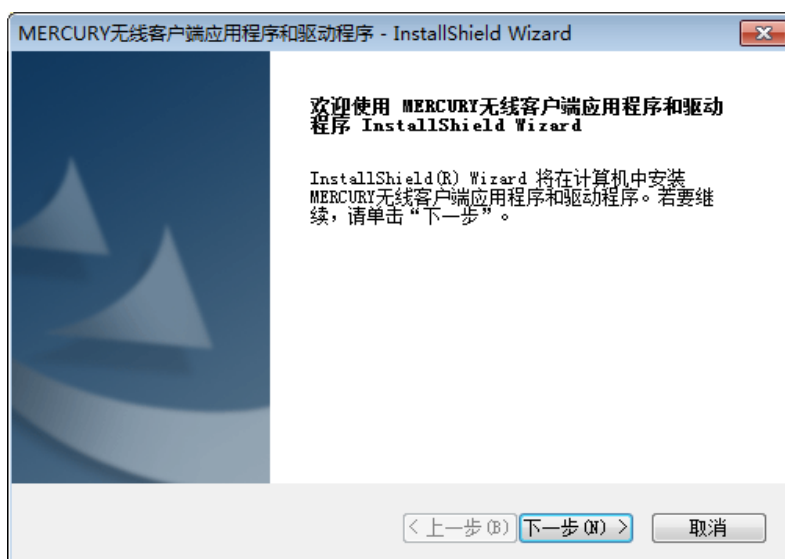 MERCURY无线客户端应用程序和驱动程序 - InstallShield Wizard
欢迎使用 MERCURY无线客户端应用程序和驱动
程序 InstallShield Wizard
InstallShield(R) Wizard 将在计算机中安装
MERCURY无线客户端应用程序和驱动程序。若要继
续，请单击“下一步”。
< 上一步(B) 下一步(N) > 取消